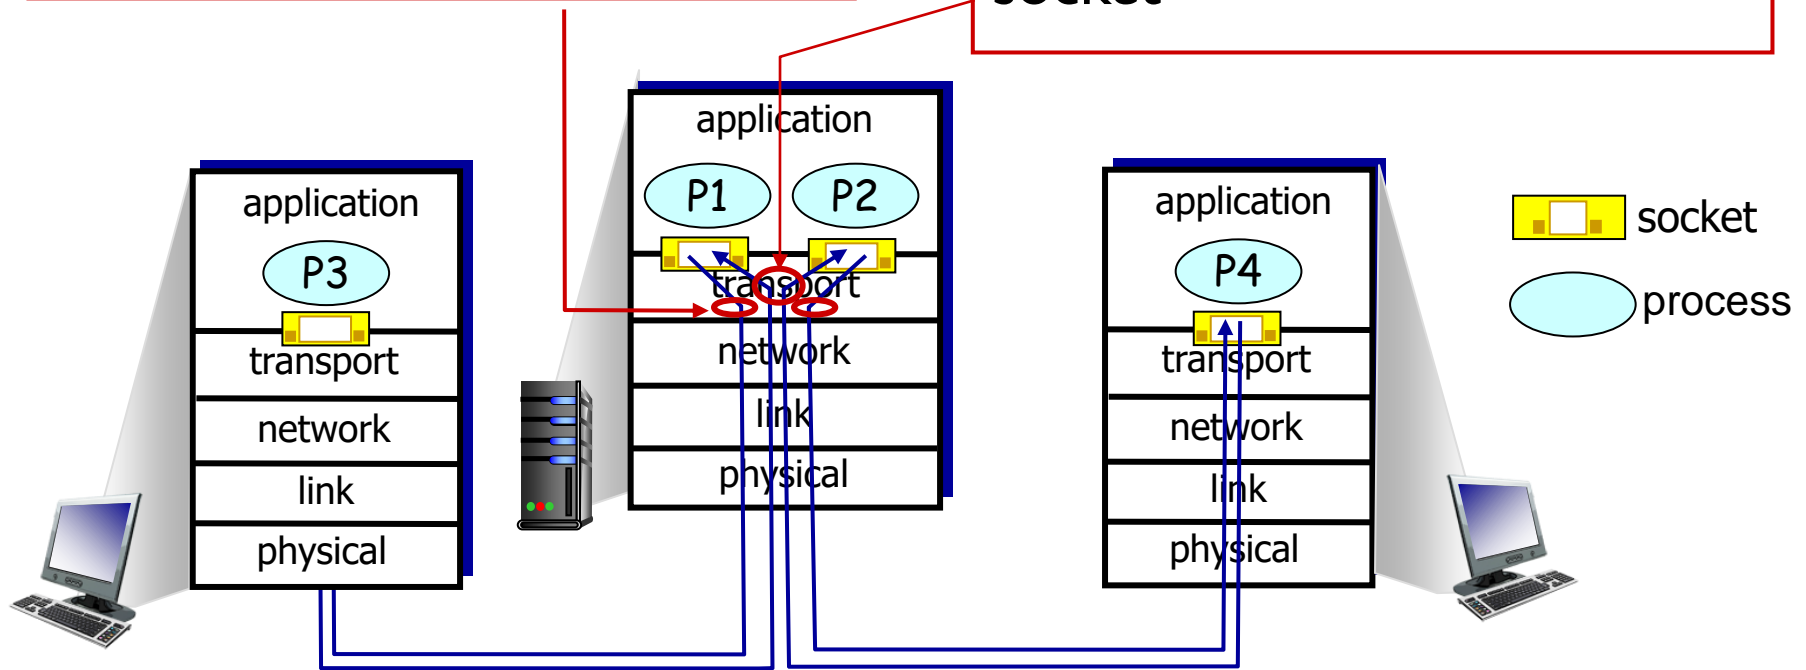 socket
application
P1
P2
transport
network
link
physical
application
P3
transport
network
link
physical
application
P4
transport
network
link
physical
socket
process